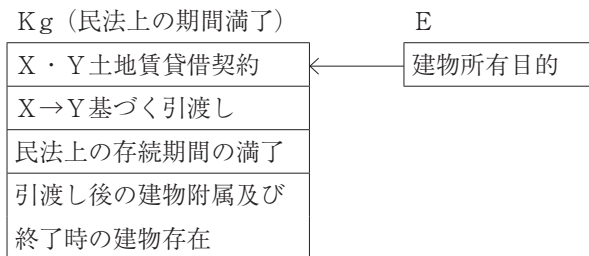 Kg（民法上の期間満了）
E
X・Y土地賃貸借契約
建物所有目的
X→Y基づく引渡し
民法上の存続期間の満了
引渡し後の建物附属及び
終了時の建物存在